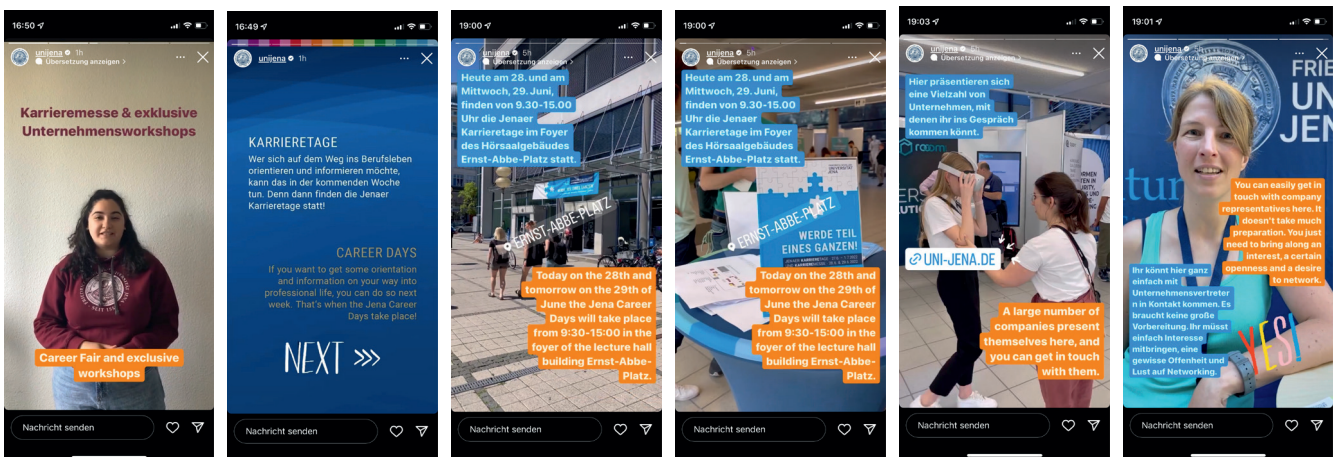 16:50
unijena 1h
Übersetzung anzeigen >
Karrieremesse & exklusive
Unternehmensworkshops
Career Fair and exclusive
workshops
Nachricht senden
16:49
unijena 1h
KARRIERETAGE
Wer sich auf dem Weg ins Berufsleben
orientieren und informieren möchte,
kann das in der kommenden Woche
tun. Denn dann finden die Jenaer
Karrieretage statt!
CAREER DAYS
If you want to get some orientation
and information on your way into
professional life, you can do so next
week. That's when the Jena Career
Days take place!
NEXT >>>
Nachricht senden
19:00
unijena 5h
Übersetzung anzeigen >
Heute am 28. und am
Mittwoch, 29. Juni,
finden von 9.30-15.00
Uhr die Jenaer
Karrieretage im Foyer
des Hörsaalgebäudes
Ernst-Abbe-Platz statt.
ERNST-ABBE-PLATZ
Today on the 28th and
tomorrow on the 29th of
June the Jena Career
Days will take place
from 9:30-15:00 in the
foyer of the lecture hall
building Ernst-Abbe-
Platz.
Nachricht senden
19:00
unijena 5h
Übersetzung anzeigen >
Heute am 28. und am
Mittwoch, 29. Juni,
finden von 9.30-15.00
Uhr die Jenaer
Karrieretage im Foyer
des Hörsaalgebäudes
Ernst-Abbe-Platz statt.
JENA
ERNST-ABBE-PLATZ
WERDE TEIL
EINES GANZEN!
Today on the 28th and
tomorrow on the 29th of
June the Jena Career
Days will take place
from 9:30-15:00 in the
foyer of the lecture hall
building Ernst-Abbe-
Platz.
Nachricht senden
19:03
unijena 5h
Übersetzung anzeigen >
Hier präsentieren sich
eine Vielzahl von
Unternehmen, mit
denen ihr ins Gespräch
kommen könnt.
UNI-JENA.DE
A large number of
companies present
themselves here, and
you can get in touch
with them.
Nachricht senden
19:01
unijena 5h
Übersetzung anzeigen >
FRIE
UN
JEN
tur
You can easily get in
touch with company
representatives here. It
doesn't take much
preparation. You just
need to bring along an
interest, a certain
openness and a desire
to network.
Ihr könnt hier ganz
einfach mit
Unternehmensvertreter
n in Kontakt kommen. Es
braucht keine große
Vorbereitung. Ihr müsst
einfach Interesse
mitbringen, eine
gewisse Offenheit und
Lust auf Networking.
YES!
Nachricht senden